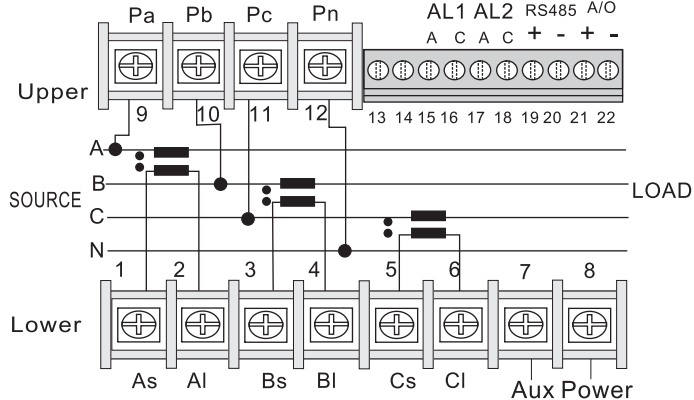 Pa Pb Pc Pn AL1 AL2 RS485 A/O
A C A C + - + -
Upper
9 10 11 12 13 14 15 16 17 18 19 20 21 22
A
B
SOURCE LOAD
C
N
1 2 3 4 5 6 7 8
Lower
As Al Bs Bl Cs Cl Aux Power